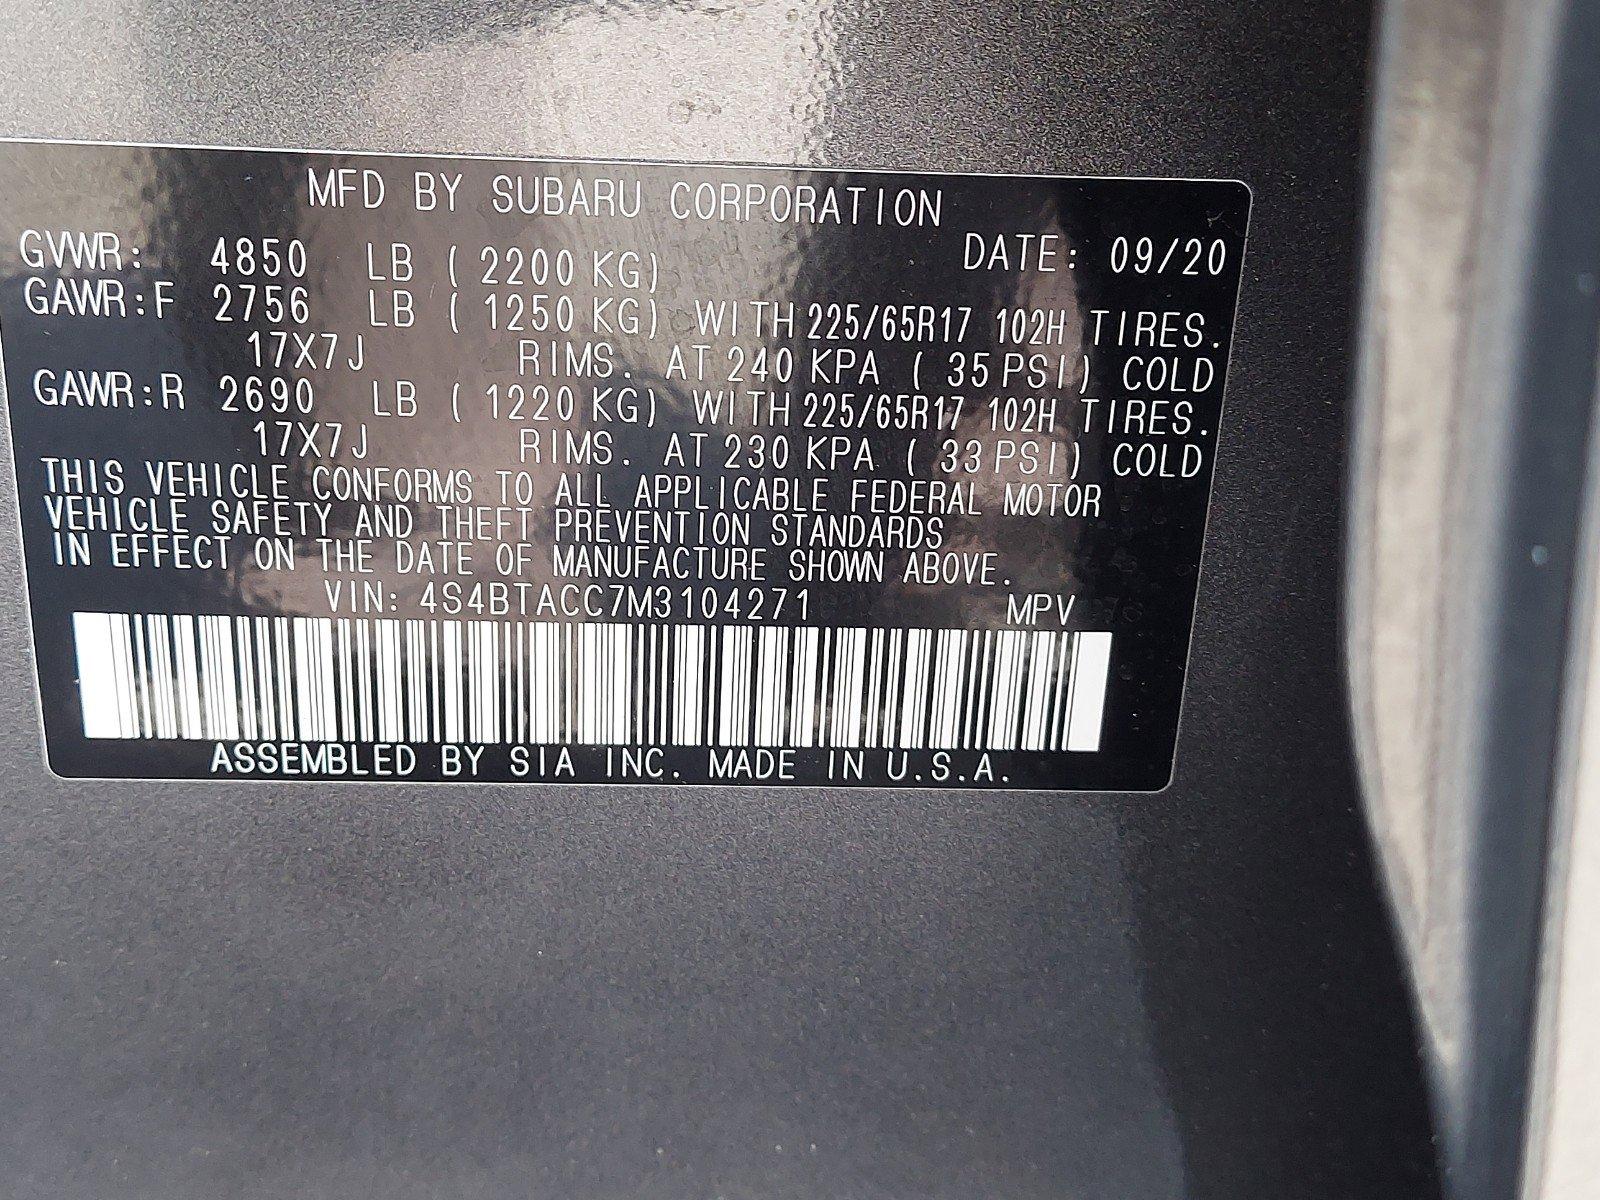 MFD BY SUBARU CORPORATION
GVWR: 4850 LB ( 2200 KG) DATE: 09/20
GAWR:F 2756 LB ( 1250 KG) WITH 225/65R17 102H TIRES.
17X7J RIMS. AT 240 KPA ( 35 PSI) COLD
GAWR:R 2690 LB ( 1220 KG) WITH 225/65R17 102H TIRES.
17X7J RIMS. AT 230 KPA ( 33 PSI) COLD
THIS VEHICLE CONFORMS TO ALL APPLICABLE FEDERAL MOTOR
VEHICLE SAFETY AND THEFT PREVENTION STANDARDS
IN EFFECT ON THE DATE OF MANUFACTURE SHOWN ABOVE.
VIN: 4S4BTACC7M3104271 MPV
ASSEMBLED BY SIA INC. MADE IN U.S.A.